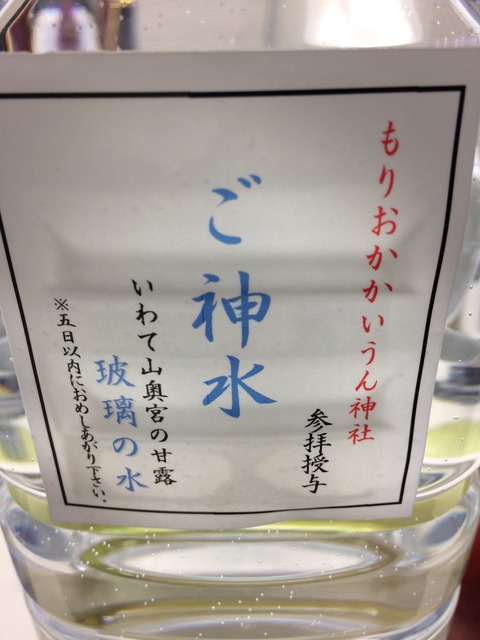 もりおかかいうん神社
参拝授与
ご神水
いわて山奥宮の甘露
玻璃の水
※五日以内におめしあがり下さい。